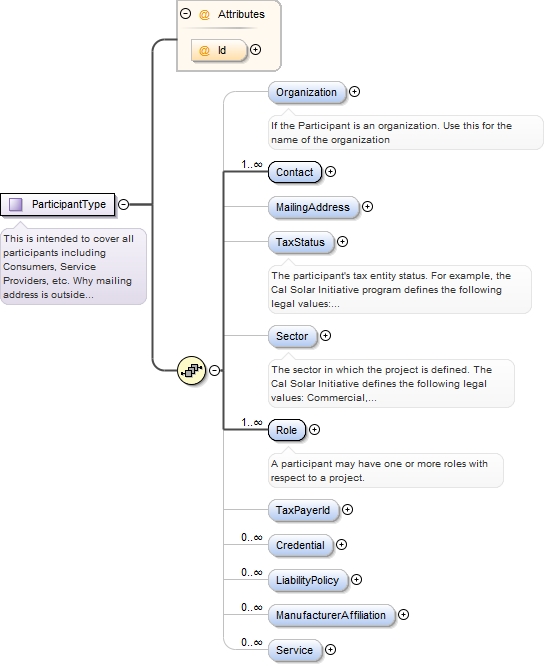 Attributes
@ Id
Organization
If the Participant is an organization. Use this for the
name of the organization
1..∞
Contact
ParticipantType
This is intended to cover all
participants including
Consumers, Service
Providers, etc. Why mailing
address is outside...
MailingAddress
TaxStatus
The participant's tax entity status. For example, the
Cal Solar Initiative program defines the following
legal values:...
Sector
The sector in which the project is defined. The
Cal Solar Initiative defines the following legal
values: Commercial,...
1..∞
Role
A participant may have one or more roles with
respect to a project.
TaxPayerId
0..∞
Credential
0..∞
LiabilityPolicy
0..∞
ManufacturerAffiliation
0..∞
Service